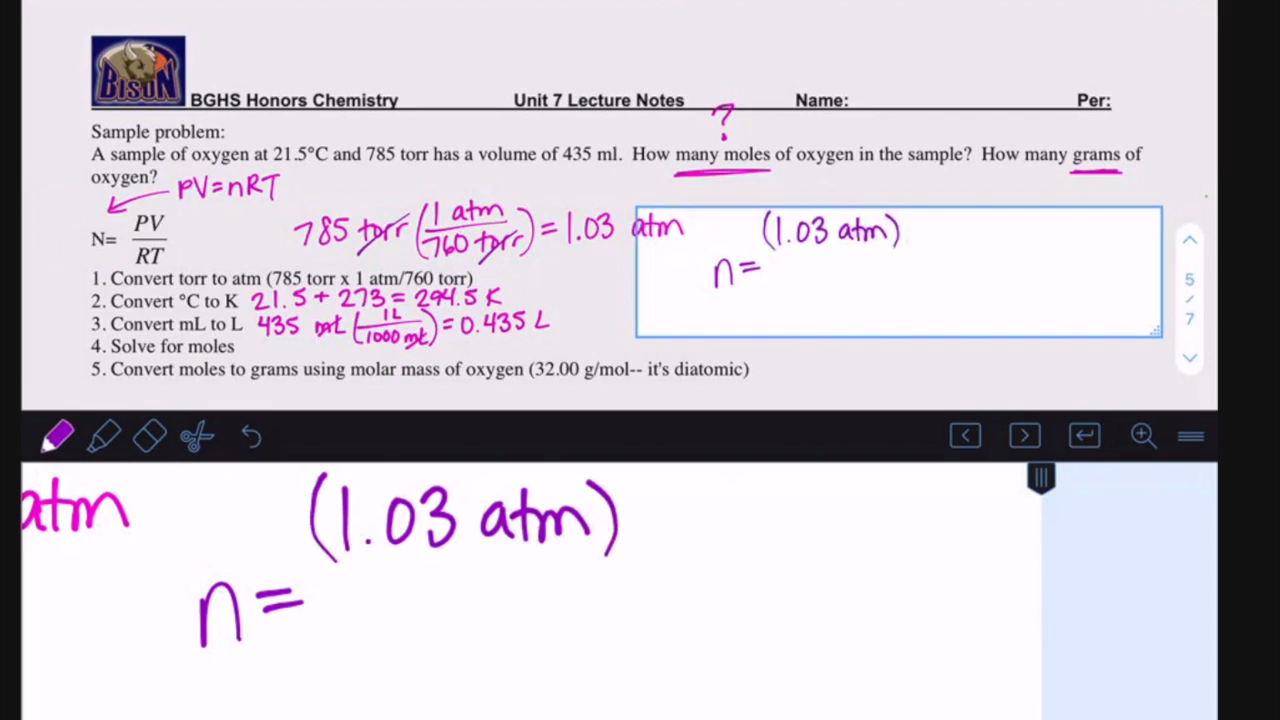 BISON
BGHS Honors Chemistry Unit 7 Lecture Notes Name: Per:
?
Sample problem:
A sample of oxygen at 21.5°C and 785 torr has a volume of 435 ml. How many moles of oxygen in the sample? How many grams of
oxygen?
PV=nRT
N= PV
RT
785 torr (1 atm / 760 torr) = 1.03 atm
(1.03 atm)
n=
1. Convert torr to atm (785 torr x 1 atm/760 torr)
2. Convert °C to K 21.5 + 273 = 294.5 K
3. Convert mL to L 435 mL (1L / 1000 mL) = 0.435 L
4. Solve for moles
5. Convert moles to grams using molar mass of oxygen (32.00 g/mol-- it's diatomic)
5
/
7
atm (1.03 atm)
n=